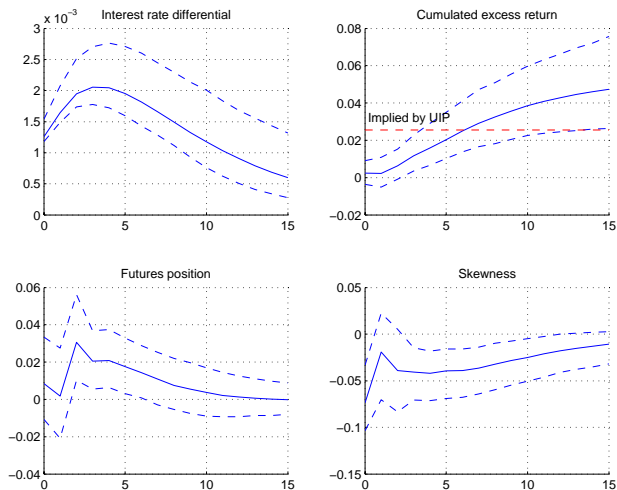 Interest rate differential
x 10⁻³
3
2.5
2
1.5
1
0.5
0
0 5 10 15
Cumulated excess return
0.08
0.06
0.04
0.02
0
−0.02
Implied by UIP
0 5 10 15
Futures position
0.06
0.04
0.02
0
−0.02
−0.04
0 5 10 15
Skewness
0.05
0
−0.05
−0.1
−0.15
0 5 10 15